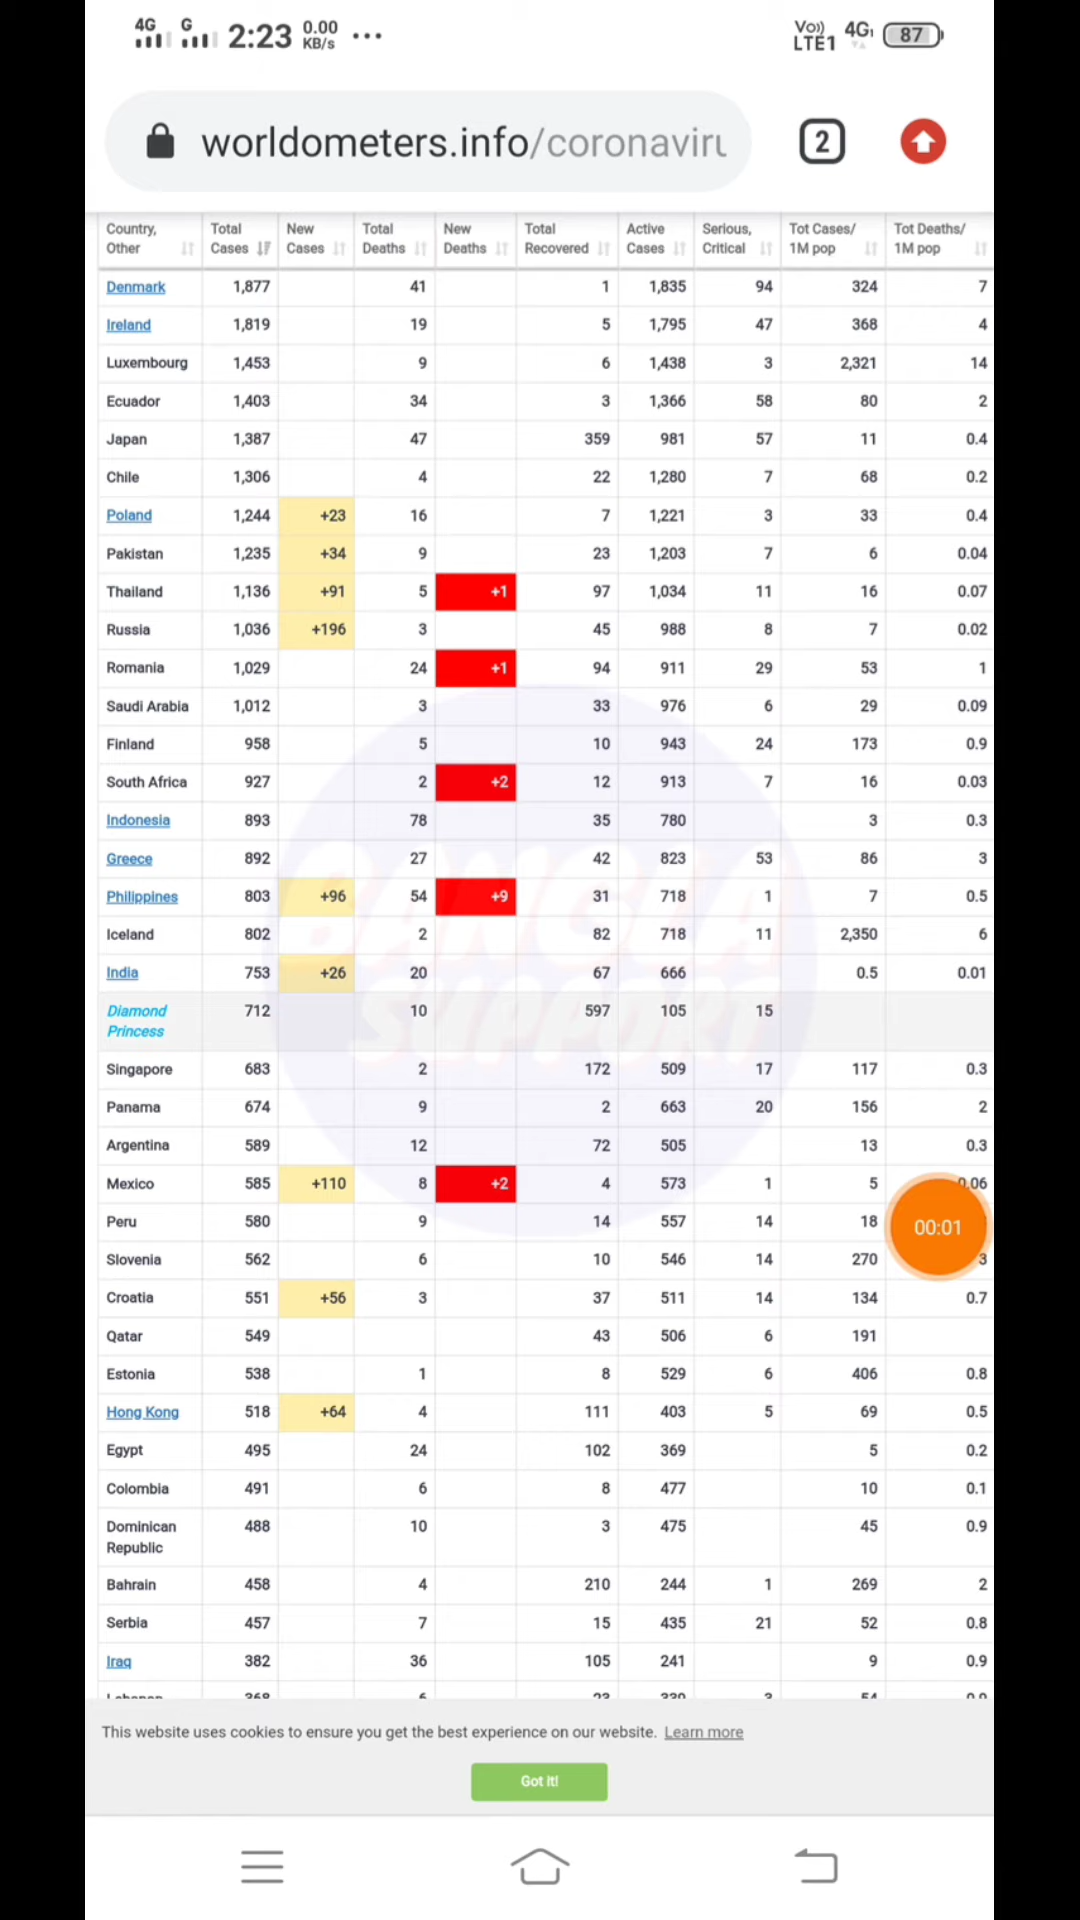 4G G 2:23 0.00 KB/s ... Vo)) LTE1 4G 87
worldometers.info/coronaviru 2
Country, Other Total Cases New Cases Total Deaths New Deaths Total Recovered Active Cases Serious, Critical Tot Cases/ 1M pop Tot Deaths/ 1M pop
Denmark 1,877 41 1 1,835 94 324 7
Ireland 1,819 19 5 1,795 47 368 4
Luxembourg 1,453 9 6 1,438 3 2,321 14
Ecuador 1,403 34 3 1,366 58 80 2
Japan 1,387 47 359 981 57 11 0.4
Chile 1,306 4 22 1,280 7 68 0.2
Poland 1,244 +23 16 7 1,221 3 33 0.4
Pakistan 1,235 +34 9 23 1,203 7 6 0.04
Thailand 1,136 +91 5 +1 97 1,034 11 16 0.07
Russia 1,036 +196 3 45 988 8 7 0.02
Romania 1,029 24 +1 94 911 29 53 1
Saudi Arabia 1,012 3 33 976 6 29 0.09
Finland 958 5 10 943 24 173 0.9
South Africa 927 2 +2 12 913 7 16 0.03
Indonesia 893 78 35 780 3 0.3
Greece 892 27 42 823 53 86 3
Philippines 803 +96 54 +9 31 718 1 7 0.5
Iceland 802 2 82 718 11 2,350 6
India 753 +26 20 67 666 0.5 0.01
Diamond Princess 712 10 597 105 15
Singapore 683 2 172 509 17 117 0.3
Panama 674 9 2 663 20 156 2
Argentina 589 12 72 505 13 0.3
Mexico 585 +110 8 +2 4 573 1 5 0.06
Peru 580 9 14 557 14 18
00:01
Slovenia 562 6 10 546 14 270 3
Croatia 551 +56 3 37 511 14 134 0.7
Qatar 549 43 506 6 191
Estonia 538 1 8 529 6 406 0.8
Hong Kong 518 +64 4 111 403 5 69 0.5
Egypt 495 24 102 369 5 0.2
Colombia 491 6 8 477 10 0.1
Dominican Republic 488 10 3 475 45 0.9
Bahrain 458 4 210 244 1 269 2
Serbia 457 7 15 435 21 52 0.8
Iraq 382 36 105 241 9 0.9
BANGLA
SUPPORT
This website uses cookies to ensure you get the best experience on our website. Learn more
Got it!